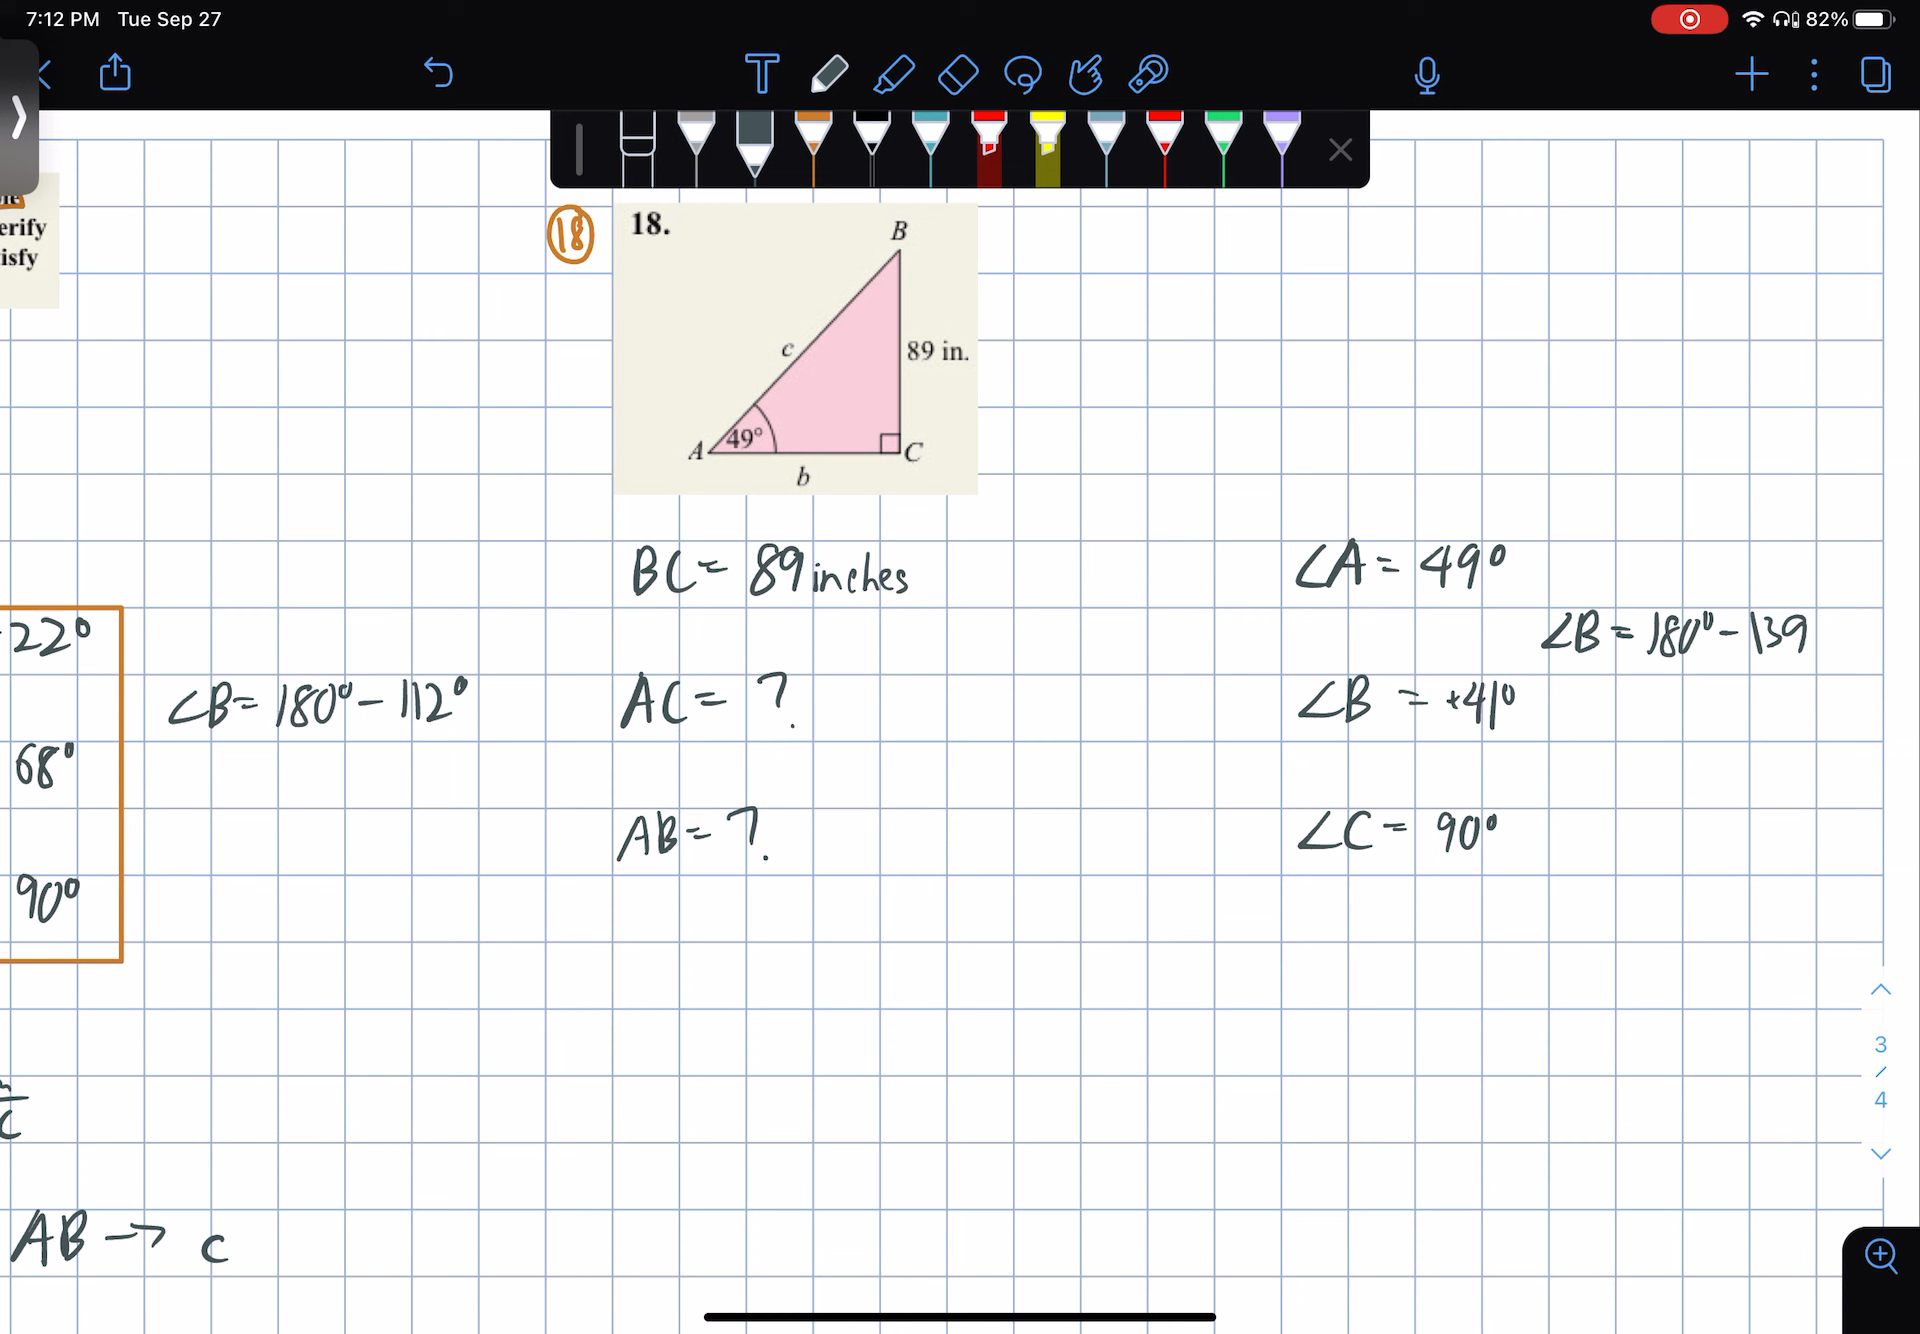 7:12 PM Tue Sep 27
82%
erify
isfy
18
18.
B
c
89 in.
49°
A
C
b
BC = 89 inches
∠A = 49°
22°
∠B = 180° - 139
∠B = 180° - 112°
AC = ?
∠B = +41°
68°
AB = ?
∠C = 90°
90°
3
/
4
C
AB → c